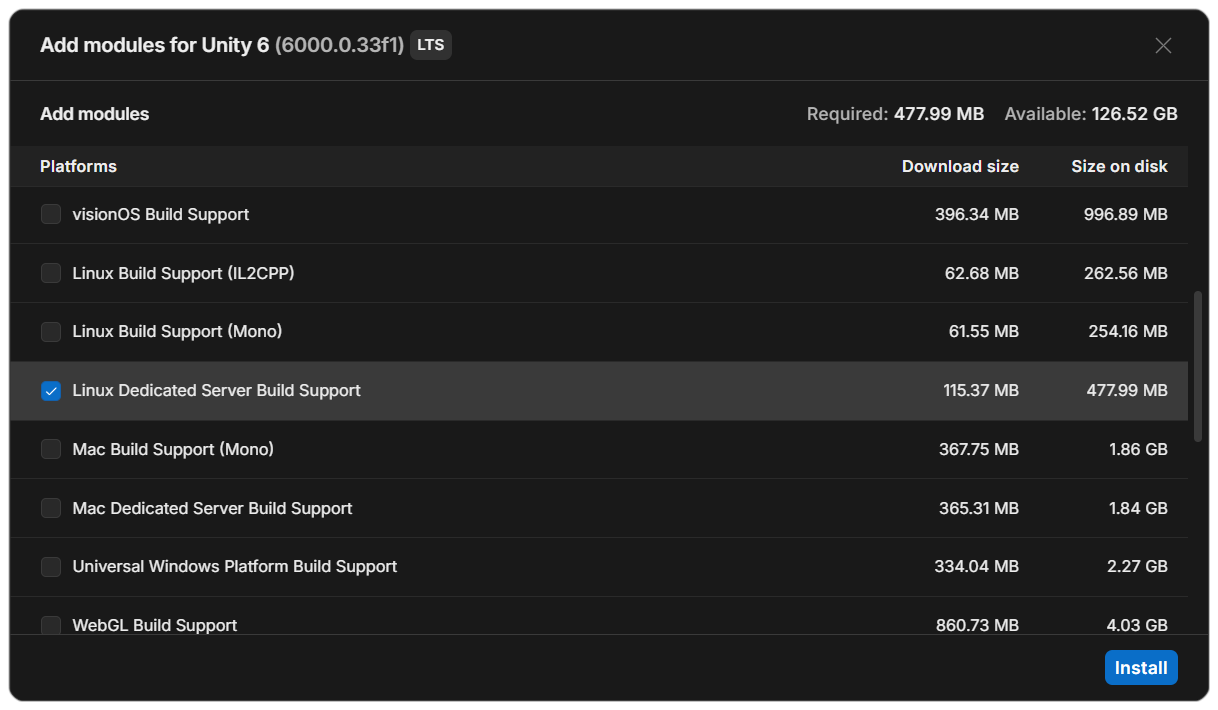 Add modules for Unity 6 (6000.0.33f1) LTS
Add modules Required: 477.99 MB Available: 126.52 GB
Platforms Download size Size on disk
visionOS Build Support 396.34 MB 996.89 MB
Linux Build Support (IL2CPP) 62.68 MB 262.56 MB
Linux Build Support (Mono) 61.55 MB 254.16 MB
Linux Dedicated Server Build Support 115.37 MB 477.99 MB
Mac Build Support (Mono) 367.75 MB 1.86 GB
Mac Dedicated Server Build Support 365.31 MB 1.84 GB
Universal Windows Platform Build Support 334.04 MB 2.27 GB
WebGL Build Support 860.73 MB 4.03 GB
Install